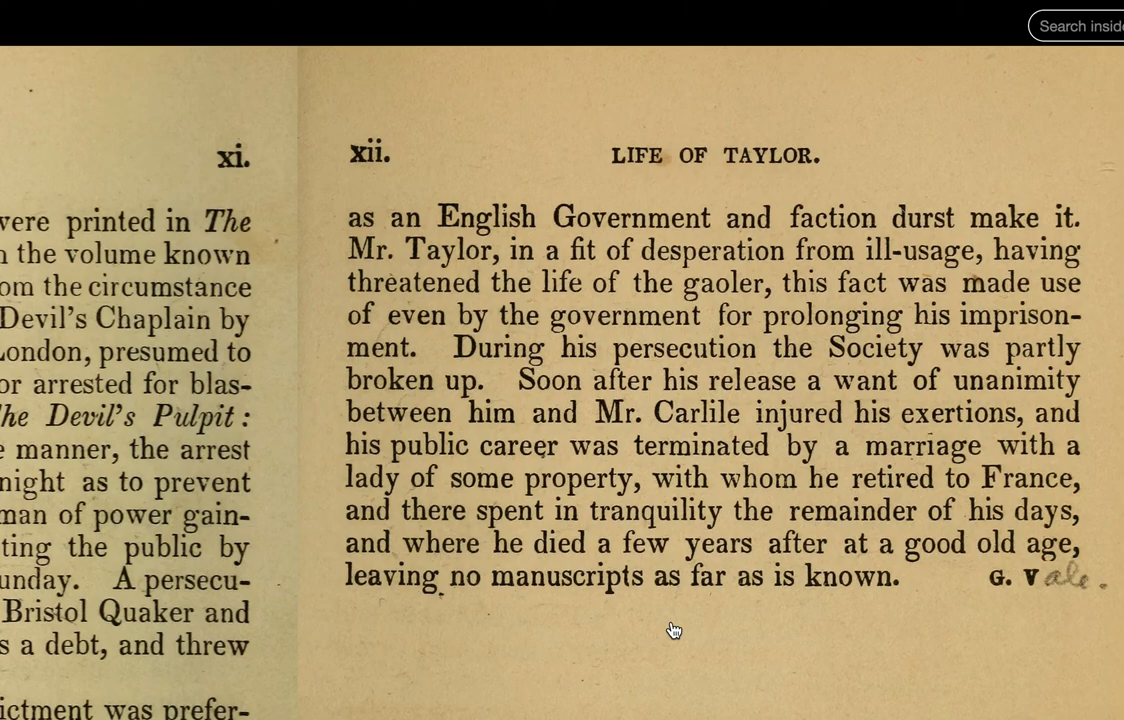 Search inside
xi.
were printed in The
the volume known
om the circumstance
Devil's Chaplain by
London, presumed to
or arrested for blas-
The Devil's Pulpit:
manner, the arrest
night as to prevent
man of power gain-
ting the public by
unday. A persecu-
Bristol Quaker and
s a debt, and threw
ictment was prefer-
xii.
LIFE OF TAYLOR.
as an English Government and faction durst make it.
Mr. Taylor, in a fit of desperation from ill-usage, having
threatened the life of the gaoler, this fact was made use
of even by the government for prolonging his imprison-
ment. During his persecution the Society was partly
broken up. Soon after his release a want of unanimity
between him and Mr. Carlile injured his exertions, and
his public career was terminated by a marriage with a
lady of some property, with whom he retired to France,
and there spent in tranquility the remainder of his days,
and where he died a few years after at a good old age,
leaving no manuscripts as far as is known. G. Vale.